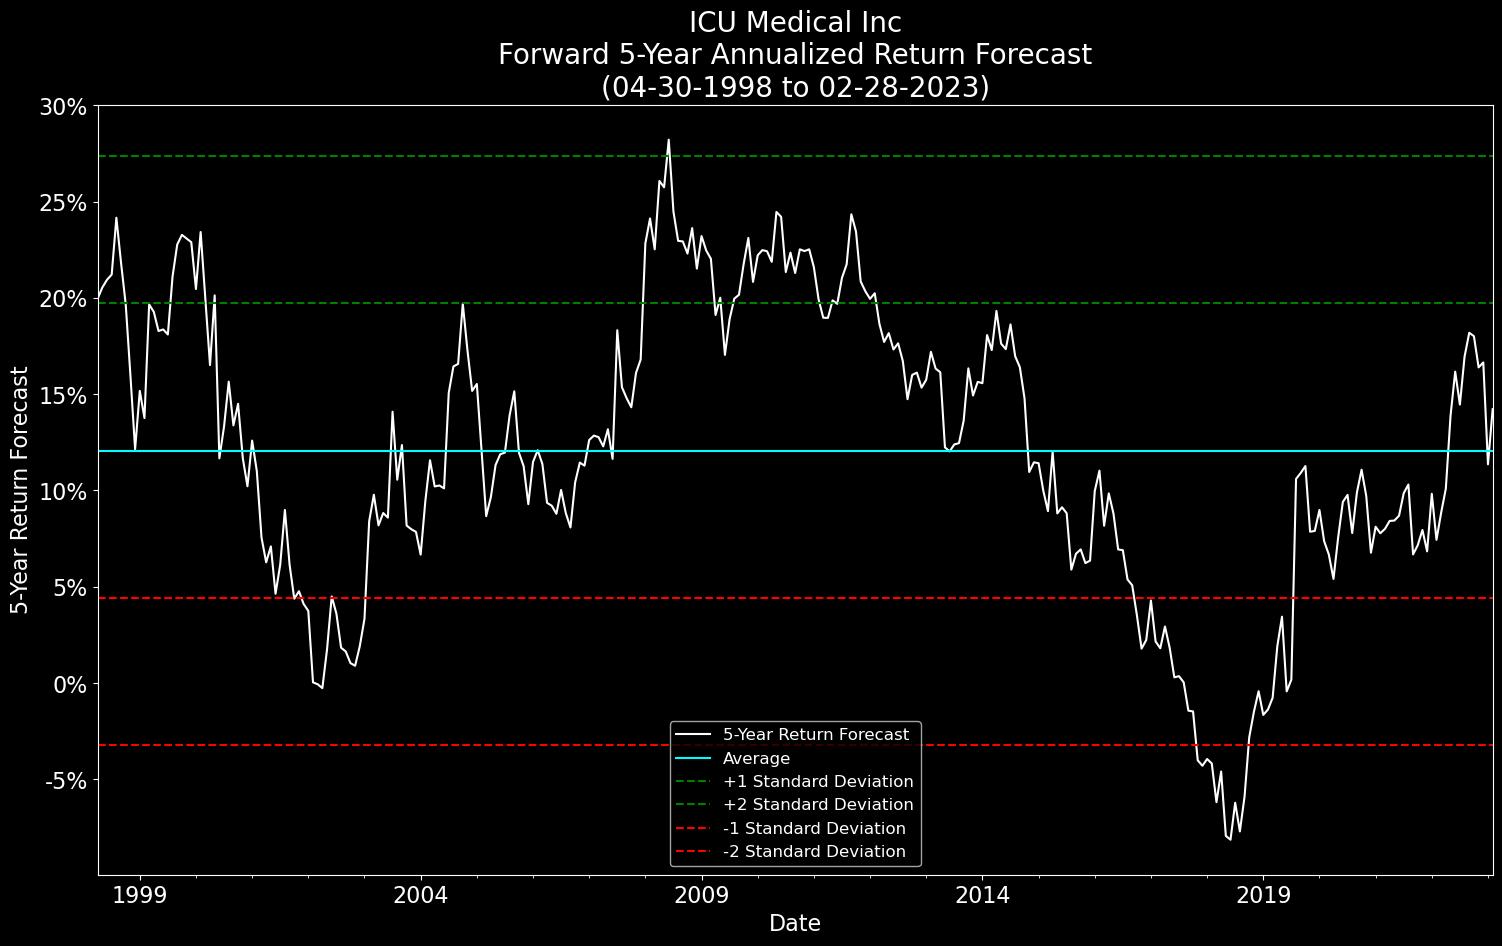 ICU Medical Inc
Forward 5-Year Annualized Return Forecast
(04-30-1998 to 02-28-2023)
30%
25%
20%
15%
10%
5%
0%
-5%
5-Year Return Forecast
5-Year Return Forecast
Average
+1 Standard Deviation
+2 Standard Deviation
-1 Standard Deviation
-2 Standard Deviation
1999 2004 2009 2014 2019
Date